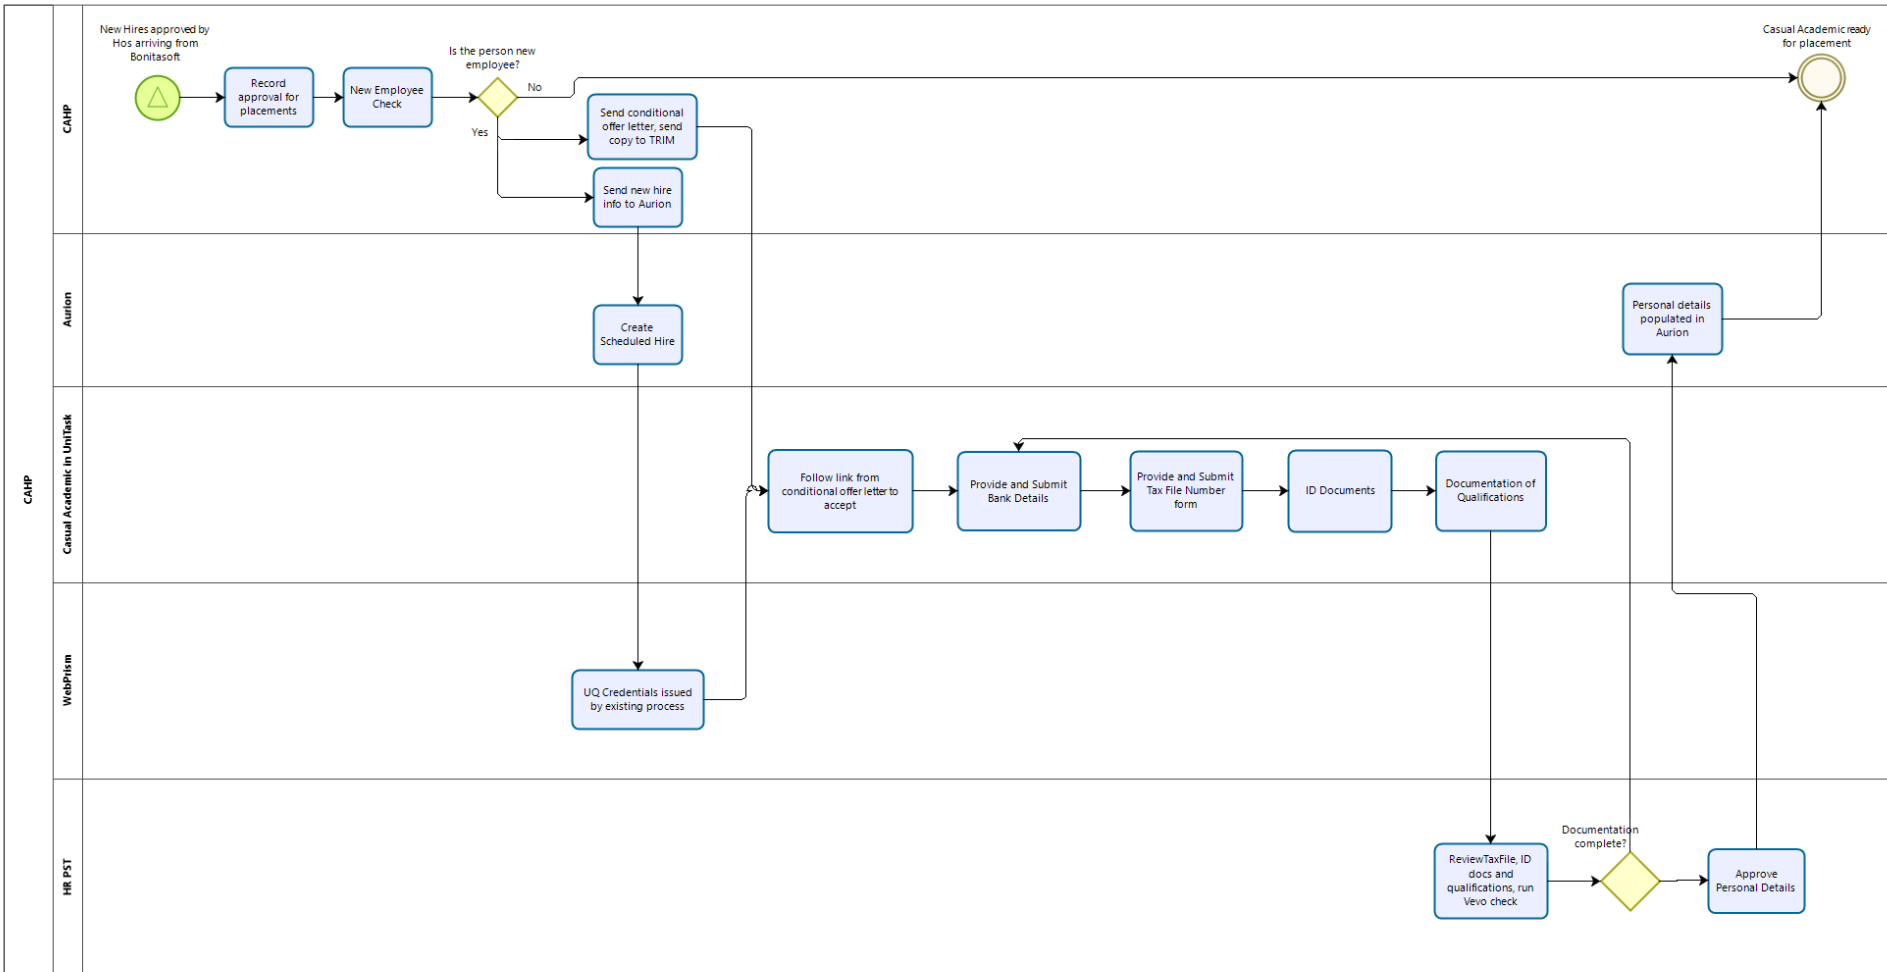 New Hires approved by
Hos arriving from
Bonitasoft
Record
approval for
placements
New Employee
Check
Is the person new
employee?
No
Yes
Send conditional
offer letter, send
copy to TRIM
Send new hire
info to Aurion
Casual Academic ready
for placement
CAHP
CAHP
Aurion
Create
Scheduled Hire
Personal details
populated in
Aurion
Casual Academic in UniTask
Follow link from
conditional offer letter to
accept
Provide and Submit
Bank Details
Provide and Submit
Tax File Number
form
ID Documents
Documentation of
Qualifications
WebPrism
UQ Credentials issued
by existing process
HR PST
ReviewTaxFile, ID
docs and
qualifications, run
Vevo check
Documentation
complete?
Approve
Personal Details